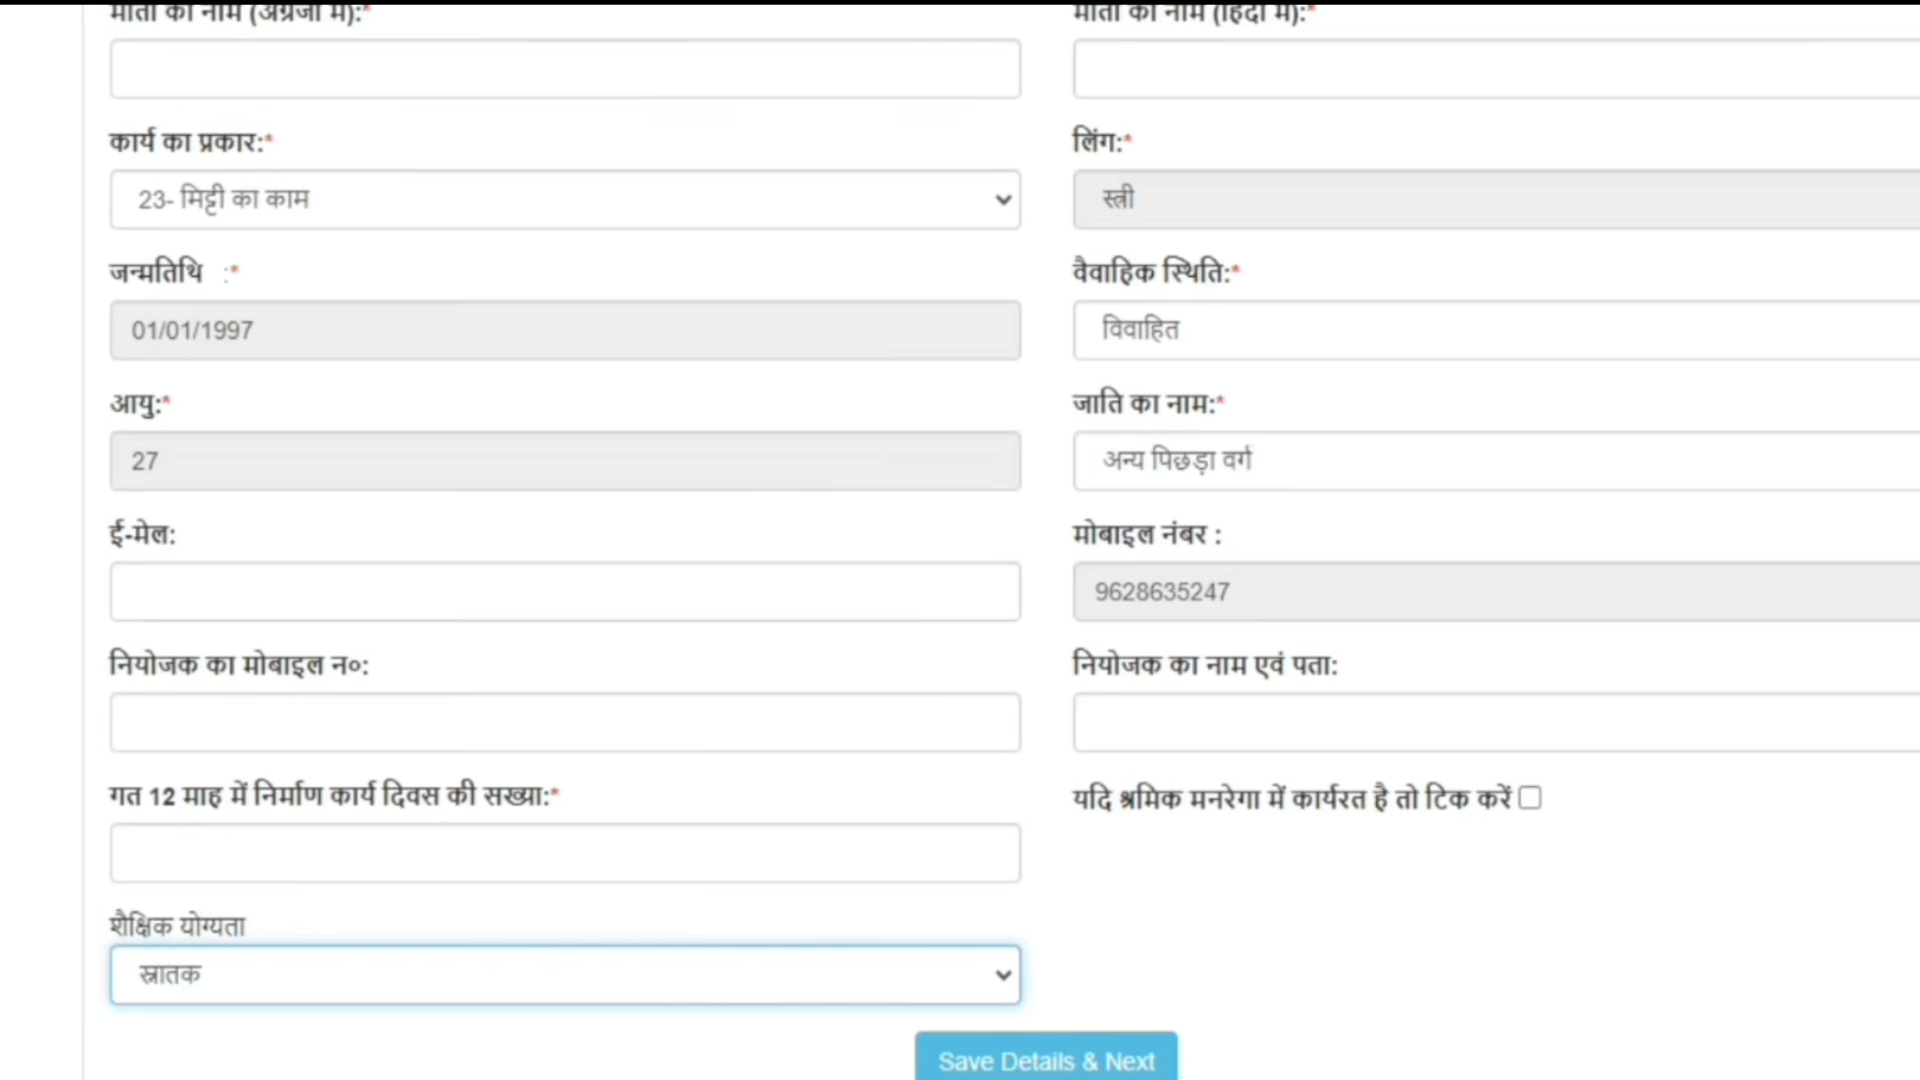 माता का नाम (अंग्रेजी में):*
माता का नाम (हिंदी में):*
कार्य का प्रकार:*
लिंग:*
23- मिट्टी का काम
स्त्री
जन्मतिथि :*
वैवाहिक स्थिति:*
01/01/1997
विवाहित
आयु:*
जाति का नाम:*
27
अन्य पिछड़ा वर्ग
ई-मेल:
मोबाइल नंबर :
9628635247
नियोजक का मोबाइल न०:
नियोजक का नाम एवं पता:
गत 12 माह में निर्माण कार्य दिवस की सख्या:*
यदि श्रमिक मनरेगा में कार्यरत है तो टिक करें
शैक्षिक योग्यता
स्नातक
Save Details & Next